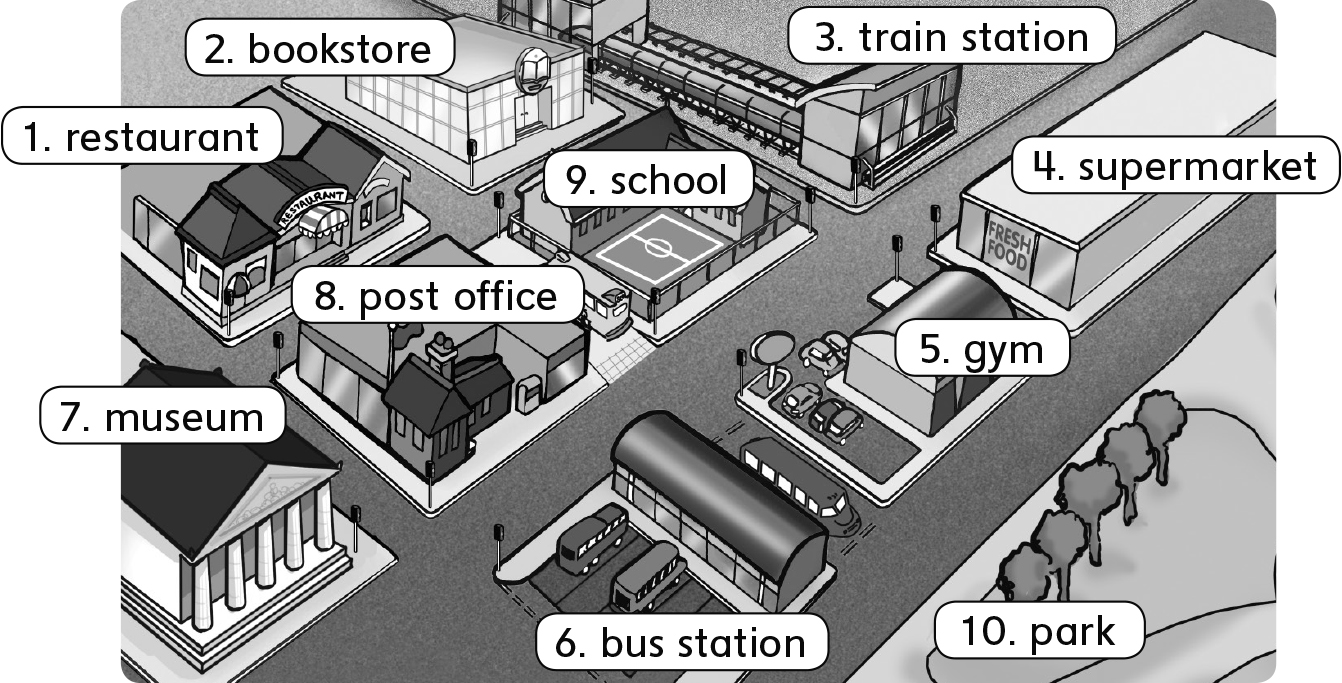 2. bookstore
3. train station
1. restaurant
4. supermarket
9. school
RESTAURANT
FRESH
FOOD
8. post office
5. gym
7. museum
6. bus station
10. park